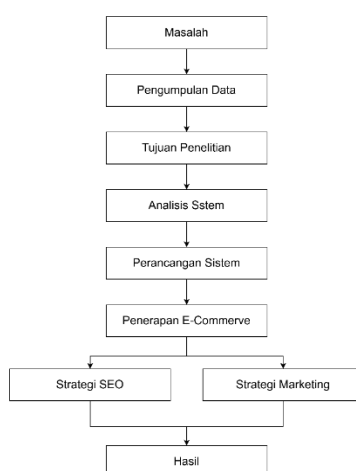 Masalah
Pengumpulan Data
Tujuan Penelitian
Analisis Sstem
Perancangan Sistem
Penerapan E-Commerve
Strategi SEO
Strategi Marketing
Hasil